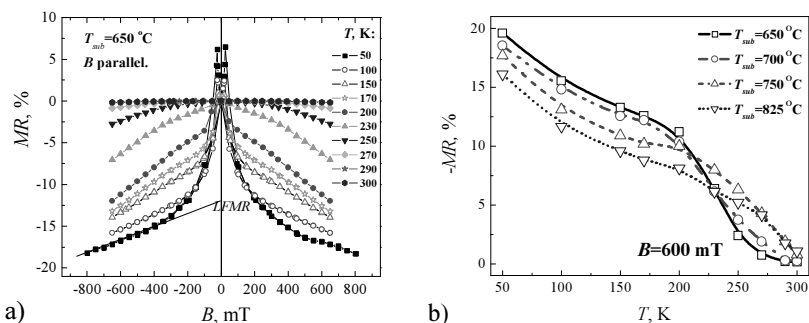 T_sub=650 °C
B parallel.
T, K:
50
100
150
170
200
230
250
270
290
300
LFMR
MR, %
5
0
-5
-10
-15
-20
-800 -600 -400 -200 0 200 400 600 800
B, mT
a)
T_sub=650 °C
T_sub=700 °C
T_sub=750 °C
T_sub=825 °C
B=600 mT
-MR, %
-20
15
10
5
0
50 100 150 200 250 300
T, K
b)